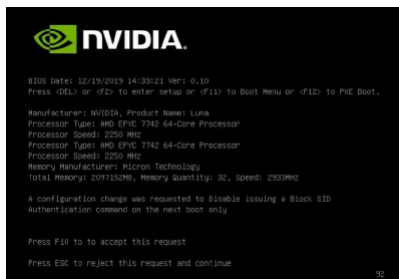 NVIDIA.
BIOS Date: 12/19/2019 14:33:21 Ver: 0.10
Press <DEL> or <F2> to enter setup or <F11> to Boot Menu or <F12> to PXE Boot.
Manufacturer: NVIDIA, Product Name: Luna
Processor Type: AMD EPYC 7742 64-Core Processor
Processor Speed: 2250 MHz
Processor Type: AMD EPYC 7742 64-Core Processor
Processor Speed: 2250 MHz
Memory Manufacturer: Micron Technology
Total Memory: 2097152MB, Memory Quantity: 32, Speed: 2933MHz
A configuration change was requested to Disable issuing a Block SID
Authentication command on the next boot only
Press F10 to to accept this request
Press ESC to reject this request and continue
92